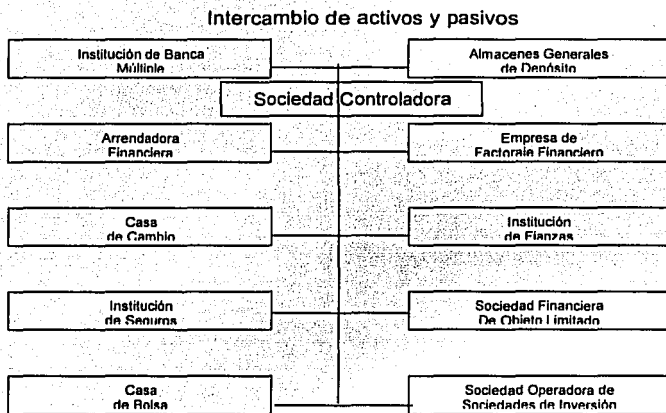 Intercambio de activos y pasivos
Institución de Banca
Múltiple
Almacenes Generales
de Depósito
Sociedad Controladora
Arrendadora
Financiera
Empresa de
Factoraje Financiero
Casa
de Cambio
Institución
de Fianzas
Institución
de Seguros
Sociedad Financiera
De Objeto Limitado
Casa
de Bolsa
Sociedad Operadora de
Sociedades de Inversión